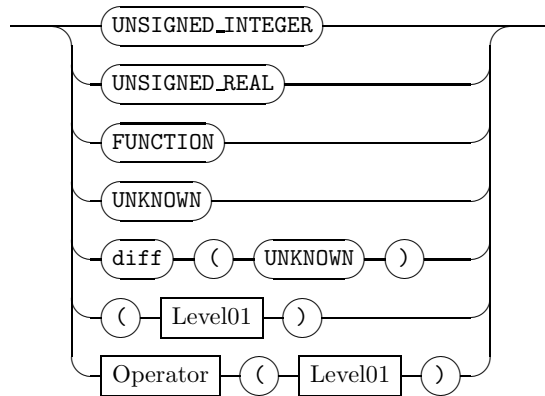 UNSIGNED_INTEGER
UNSIGNED_REAL
FUNCTION
UNKNOWN
diff ( UNKNOWN )
( Level01 )
Operator ( Level01 )